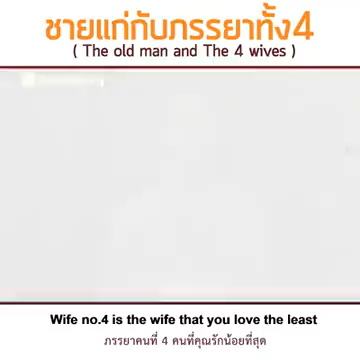 ชายแก่กับภรรยาทั้ง4
( The old man and The 4 wives )
Wife no.4 is the wife that you love the least
ภรรยาคนที่ 4 คนที่คุณรักน้อยที่สุด